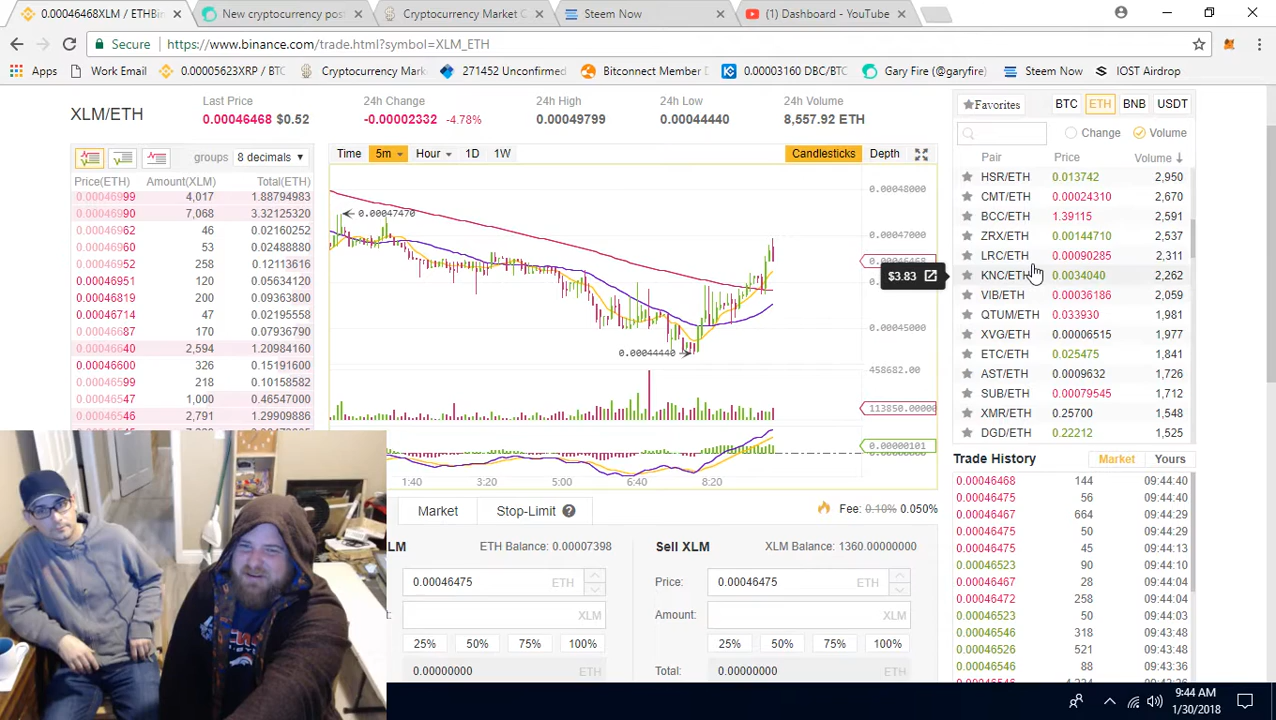 0.00046468XLM / ETHBin
New cryptocurrency post
Cryptocurrency Market C
Steem Now
(1) Dashboard - YouTube
Secure
https://www.binance.com/trade.html?symbol=XLM_ETH
Apps
Work Email
0.00005623XRP / BTC
Cryptocurrency Mark
271452 Unconfirmed
Bitconnect Member D
0.00003160 DBC/BTC
Gary Fire (@garyfire)
Steem Now
IOST Airdrop
XLM/ETH
Last Price
24h Change
24h High
24h Low
24h Volume
0.00046468 $0.52
-0.00002332 -4.78%
0.00049799
0.00044440
8,557.92 ETH
groups 8 decimals
Price(ETH) Amount(XLM) Total(ETH)
0.00046999 4,017 1.88794983
0.00046990 7,068 3.32125320
0.00046962 46 0.02160252
0.00046960 53 0.02488880
0.00046952 258 0.12113616
0.00046951 120 0.05634120
0.00046819 200 0.09363800
0.00046714 47 0.02195558
0.00046687 170 0.07936790
0.00046640 2,594 1.20984160
0.00046600 326 0.15191600
0.00046599 218 0.10158582
0.00046547 1,000 0.46547000
0.00046546 2,791 1.29909886
Time 5m Hour 1D 1W
Candlesticks Depth
0.00048000
0.00047470
0.00047000
0.00046468
0.00045000
0.00044440
458682.00
113850.00000
0.00000101
1:40 3:20 5:00 6:40 8:20
$3.83
Favorites BTC ETH BNB USDT
Change Volume
Pair Price Volume
HSR/ETH 0.013742 2,950
CMT/ETH 0.00024310 2,670
BCC/ETH 1.39115 2,591
ZRX/ETH 0.00144710 2,537
LRC/ETH 0.00090285 2,311
KNC/ETH 0.0034040 2,262
VIB/ETH 0.00036186 2,059
QTUM/ETH 0.033930 1,981
XVG/ETH 0.00006515 1,977
ETC/ETH 0.025475 1,841
AST/ETH 0.0009632 1,726
SUB/ETH 0.00079545 1,712
XMR/ETH 0.25700 1,548
DGD/ETH 0.22212 1,525
Trade History Market Yours
0.00046468 144 09:44:40
0.00046475 56 09:44:40
0.00046467 664 09:44:29
0.00046475 50 09:44:29
0.00046475 45 09:44:13
0.00046523 90 09:44:10
0.00046467 28 09:44:04
0.00046472 258 09:44:04
0.00046523 50 09:44:03
0.00046546 318 09:43:48
0.00046526 521 09:43:48
0.00046546 88 09:43:36
Market Stop-Limit
Fee: 0.10% 0.050%
LM ETH Balance: 0.00007398
0.00046475 ETH
XLM
25% 50% 75% 100%
0.00000000 ETH
Sell XLM XLM Balance: 1360.00000000
Price: 0.00046475 ETH
Amount: XLM
25% 50% 75% 100%
Total: 0.00000000 ETH
9:44 AM
1/30/2018